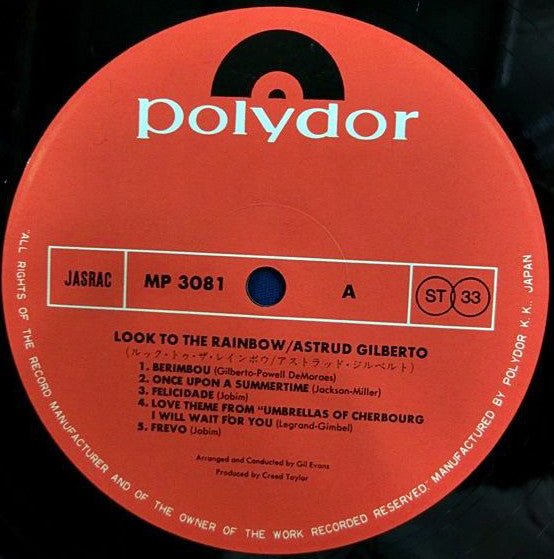 polydor
JASRAC MP 3081 A ST 33
LOOK TO THE RAINBOW/ASTRUD GILBERTO
(ルック・トゥ・ザ・レインボウ/アストラッド・ジルベルト)
1. BERIMBOU (Gilberto-Powell DeMoraes)
2. ONCE UPON A SUMMERTIME (Jackson-Miller)
3. FELICIDADE (Jobim)
4. LOVE THEME FROM "UMBRELLAS OF CHERBOURG
I WILL WAIT FOR YOU (Legrand-Gimbel)
5. FREVO (Jobim)
Arranged and Conducted by Gil Evans
Produced by Creed Taylor
"ALL RIGHTS OF THE RECORD MANUFACTURER AND OF THE OWNER OF THE WORK RECORDED RESERVED: MANUFACTURED BY POLYDOR K.K., JAPAN